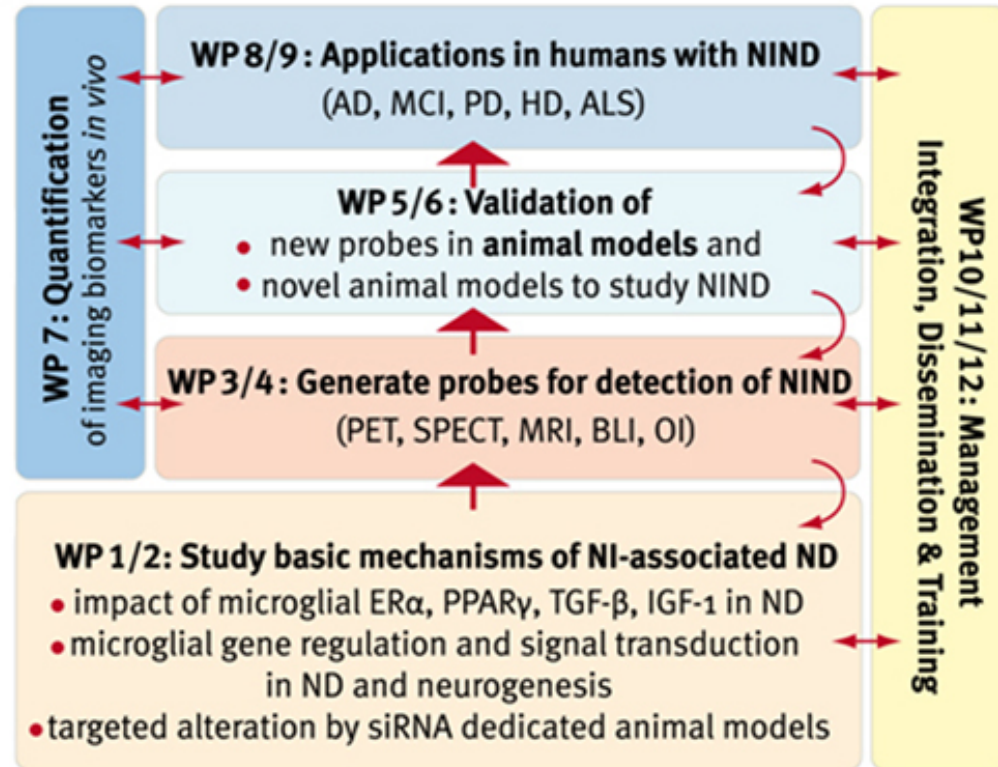 WP 7 : Quantification
of imaging biomarkers in vivo
WP 8/9 : Applications in humans with NIND
(AD, MCI, PD, HD, ALS)
WP 5/6 : Validation of
• new probes in animal models and
• novel animal models to study NIND
WP 3/4 : Generate probes for detection of NIND
(PET, SPECT, MRI, BLI, OI)
WP 1/2: Study basic mechanisms of NI-associated ND
• impact of microglial ERα, PPARγ, TGF-β, IGF-1 in ND
• microglial gene regulation and signal transduction
in ND and neurogenesis
• targeted alteration by siRNA dedicated animal models
WP10/11/12: Management
Integration, Dissemination & Training